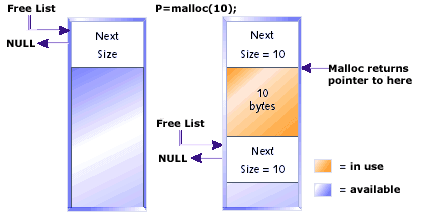 Free List
NULL
Next
Size
P=malloc(10);
Next
Size = 10
10
bytes
Malloc returns
pointer to here
Free List
NULL
Next
Size = 10
= in use
= available